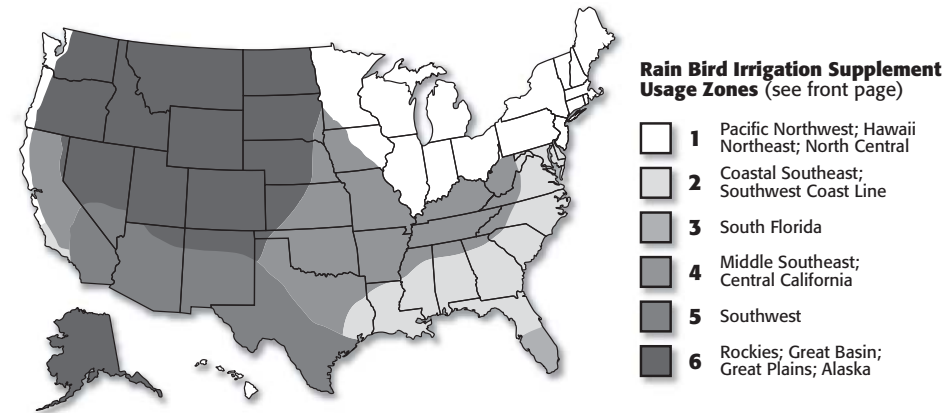 Rain Bird Irrigation Supplement
Usage Zones (see front page)
1 Pacific Northwest; Hawaii
Northeast; North Central
2 Coastal Southeast;
Southwest Coast Line
3 South Florida
4 Middle Southeast;
Central California
5 Southwest
6 Rockies; Great Basin;
Great Plains; Alaska